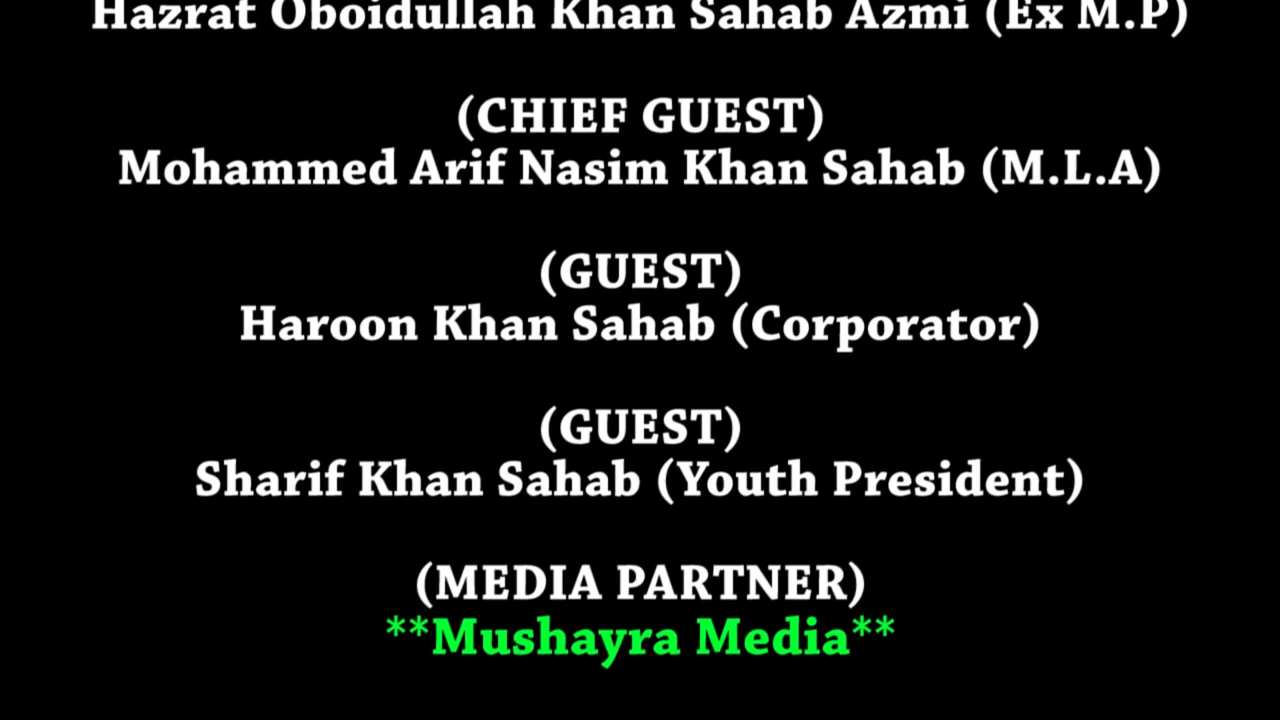 Hazrat Oboidullah Khan Sahab Azmi (Ex M.P)
(CHIEF GUEST)
Mohammed Arif Nasim Khan Sahab (M.L.A)
(GUEST)
Haroon Khan Sahab (Corporator)
(GUEST)
Sharif Khan Sahab (Youth President)
(MEDIA PARTNER)
**Mushayra Media**